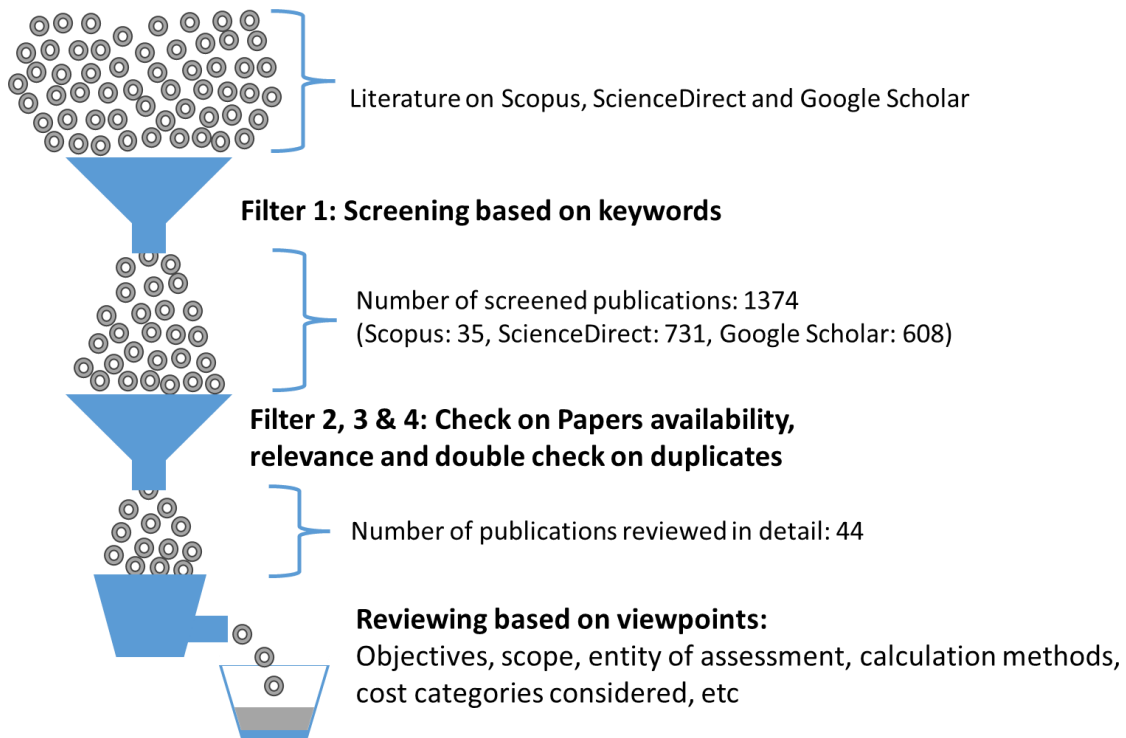 Literature on Scopus, ScienceDirect and Google Scholar
Filter 1: Screening based on keywords
Number of screened publications: 1374
(Scopus: 35, ScienceDirect: 731, Google Scholar: 608)
Filter 2, 3 & 4: Check on Papers availability,
relevance and double check on duplicates
Number of publications reviewed in detail: 44
Reviewing based on viewpoints:
Objectives, scope, entity of assessment, calculation methods,
cost categories considered, etc